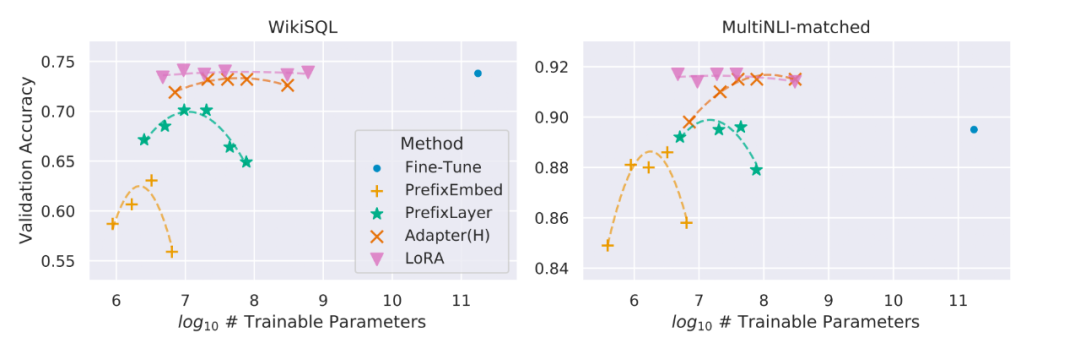 WikiSQL
MultiNLI-matched
Validation Accuracy
0.75
0.70
0.65
0.60
0.55
6 7 8 9 10 11
log₁₀ # Trainable Parameters
Method
Fine-Tune
PrefixEmbed
PrefixLayer
Adapter(H)
LoRA
0.92
0.90
0.88
0.86
0.84
6 7 8 9 10 11
log₁₀ # Trainable Parameters